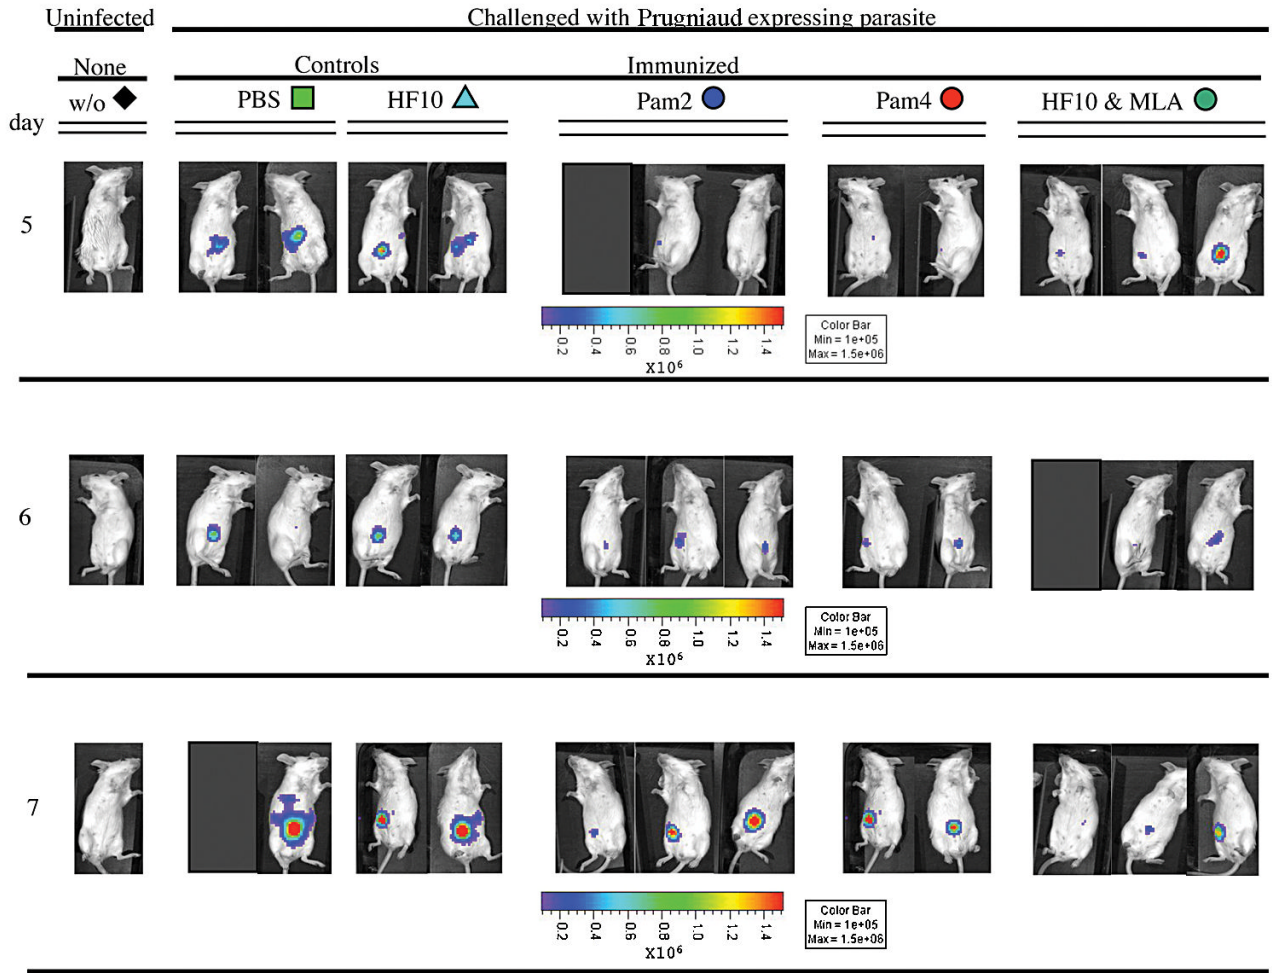 Uninfected Challenged with Prugniaud expressing parasite
None Controls Immunized
w/o PBS HF10 Pam2 Pam4 HF10 & MLA
day
5
0.2 0.4 0.6 0.8 1.0 1.2 1.4
X10⁶
Color Bar
Min = 1e+05
Max = 1.5e+06
6
0.2 0.4 0.6 0.8 1.0 1.2 1.4
X10⁶
Color Bar
Min = 1e+05
Max = 1.5e+06
7
0.2 0.4 0.6 0.8 1.0 1.2 1.4
X10⁶
Color Bar
Min = 1e+05
Max = 1.5e+06